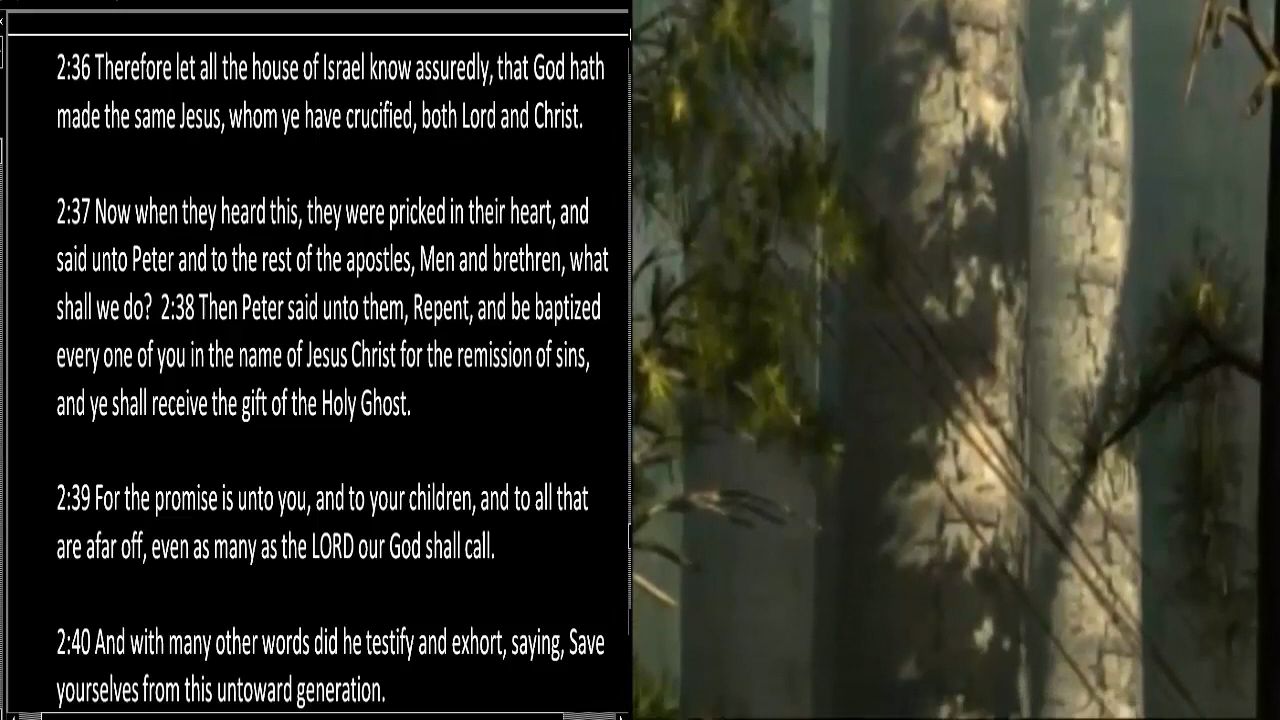 2:36 Therefore let all the house of Israel know assuredly, that God hath
made the same Jesus, whom ye have crucified, both Lord and Christ.
2:37 Now when they heard this, they were pricked in their heart, and
said unto Peter and to the rest of the apostles, Men and brethren, what
shall we do?  2:38 Then Peter said unto them, Repent, and be baptized
every one of you in the name of Jesus Christ for the remission of sins,
and ye shall receive the gift of the Holy Ghost.
2:39 For the promise is unto you, and to your children, and to all that
are afar off, even as many as the LORD our God shall call.
2:40 And with many other words did he testify and exhort, saying, Save
yourselves from this untoward generation.